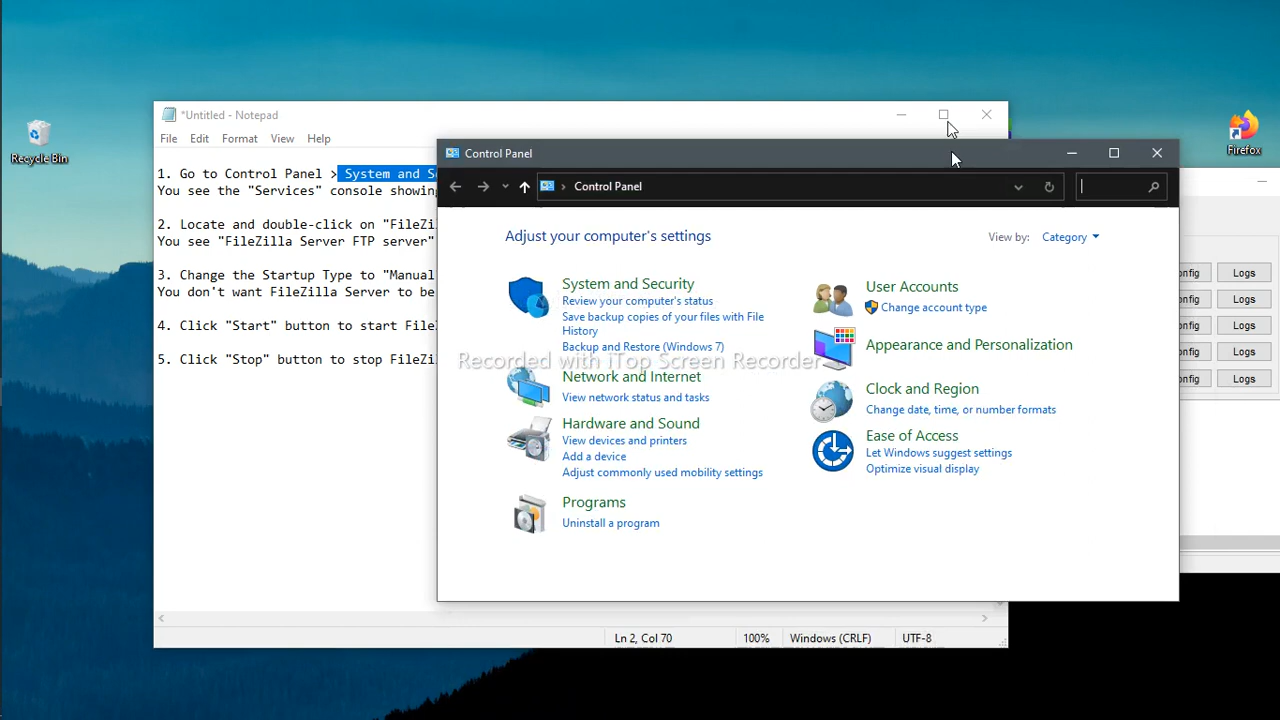 Recycle Bin
Firefox
*Untitled - Notepad
File Edit Format View Help
1. Go to Control Panel > System and
You see the "Services" console showing
2. Locate and double-click on
You see "FileZilla Server FTP server"
3. Change the Startup Type to "Manual
You don't want FileZilla Server to be
4. Click "Start" button to start
5. Click "Stop" button to stop
Ln 2, Col 70 100% Windows (CRLF) UTF-8
Control Panel
Control Panel
Adjust your computer's settings
View by: Category
System and Security
Review your computer's status
Save backup copies of your files with File
History
Backup and Restore (Windows 7)
Network and Internet
View network status and tasks
Hardware and Sound
View devices and printers
Add a device
Adjust commonly used mobility settings
Programs
Uninstall a program
User Accounts
Change account type
Appearance and Personalization
Clock and Region
Change date, time, or number formats
Ease of Access
Let Windows suggest settings
Optimize visual display
Recorded with iTop Screen Recorder
Logs
Logs
Logs
Logs
Logs